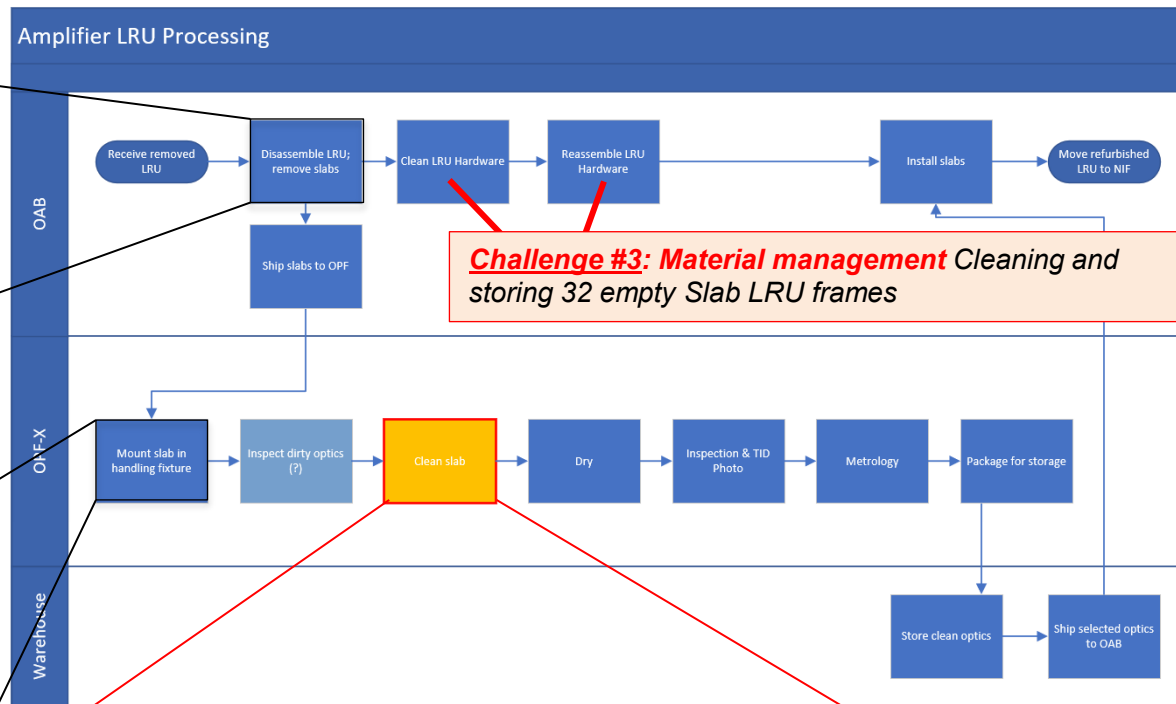 Amplifier LRU Processing
OAB
Receive removed
LRU
Disassemble LRU;
remove slabs
Clean LRU Hardware
Reassemble LRU
Hardware
Install slabs
Move refurbished
LRU to NIF
Ship slabs to OPF
Challenge #3: Material management Cleaning and
storing 32 empty Slab LRU frames
OPF-X
Mount slab in
handling fixture
Inspect dirty optics
(?)
Clean slab
Dry
Inspection & TID
Photo
Metrology
Package for storage
Warehouse
Store clean optics
Ship selected optics
to OAB